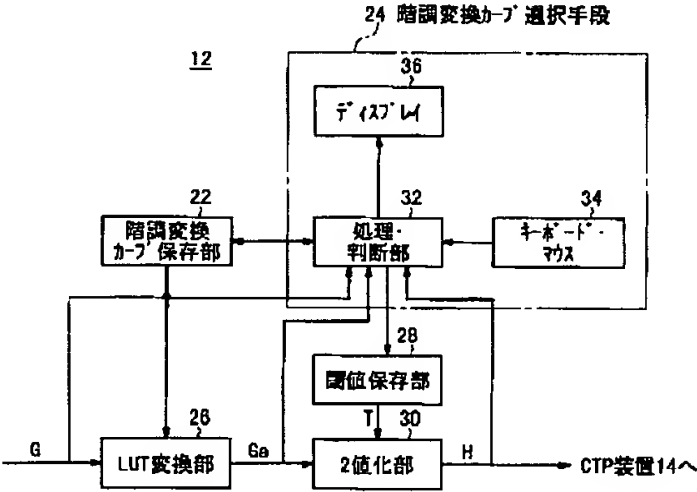 24 階調変換カーブ選択手段
12
36
ディスプレイ
22
階調変換
カーブ保存部
32
処理・
判断部
34
キーボード・
マウス
28
閾値保存部
T
26
30
G
LUT変換部
Ga
2値化部
H
CTP装置14へ